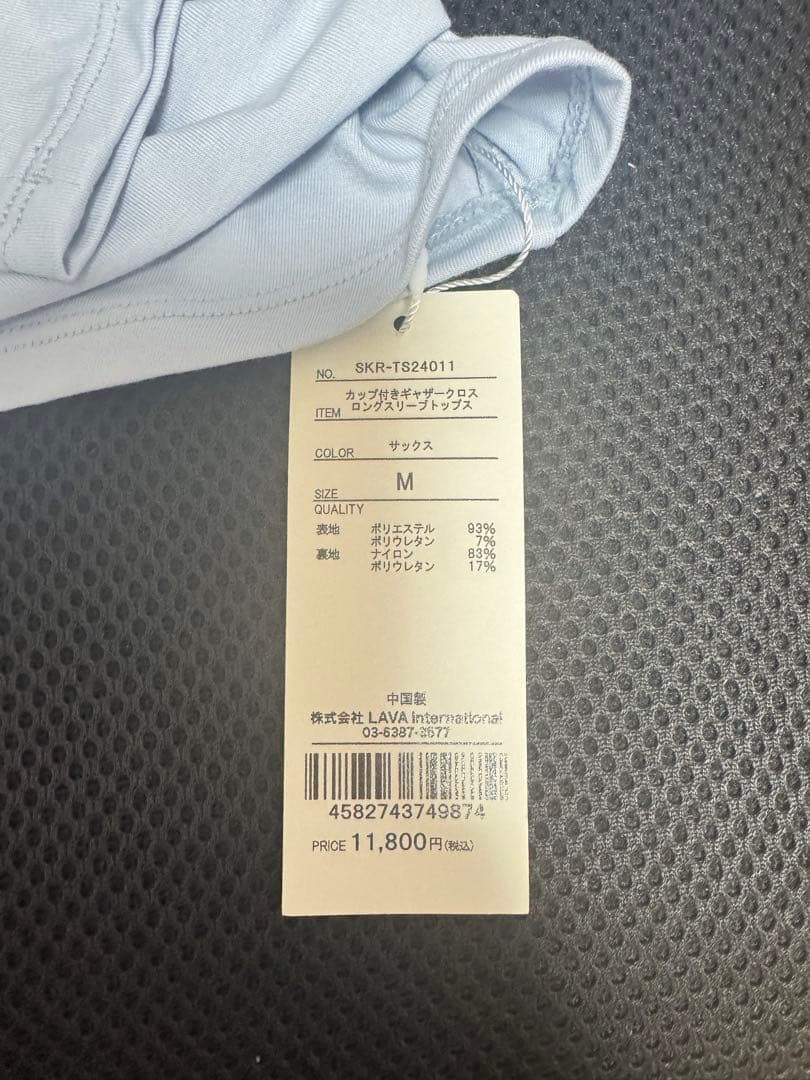 NO. SKR-TS24011
カップ付きギャザークロス
ロングスリーブトップス
ITEM
COLOR サックス
SIZE M
QUALITY
表地 ポリエステル 93%
ポリウレタン 7%
裏地 ナイロン 83%
ポリウレタン 17%
中国製
株式会社 LAVA International
03-6387-3677
4582743749874
PRICE 11,800円(税込)